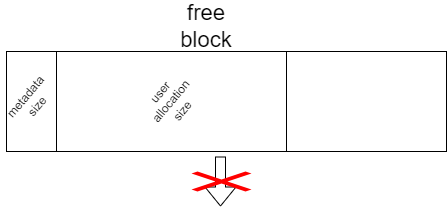 free
block
metadata
size
user
allocation
size